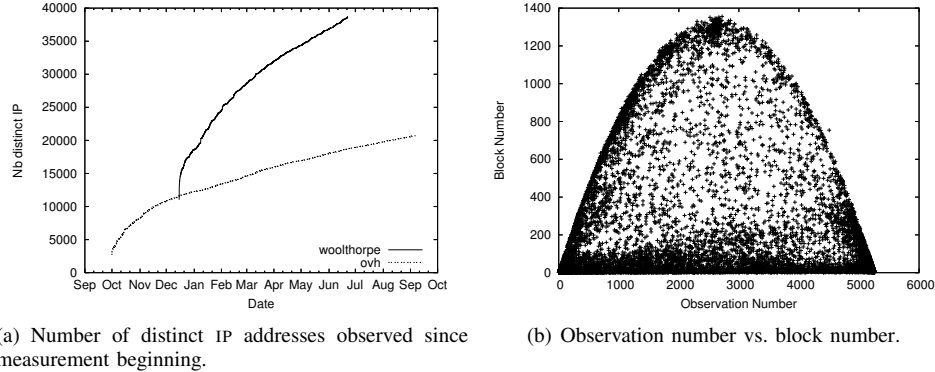 40000
35000
30000
25000
20000
15000
10000
5000
0
Nb distinct IP
woolthorpe
ovh
Sep Oct Nov Dec Jan Feb Mar Apr May Jun Jul Aug Sep Oct
Date
1400
1200
1000
800
600
400
200
0
Block Number
0 1000 2000 3000 4000 5000 6000
Observation Number
(a) Number of distinct IP addresses observed since
measurement beginning.
(b) Observation number vs. block number.